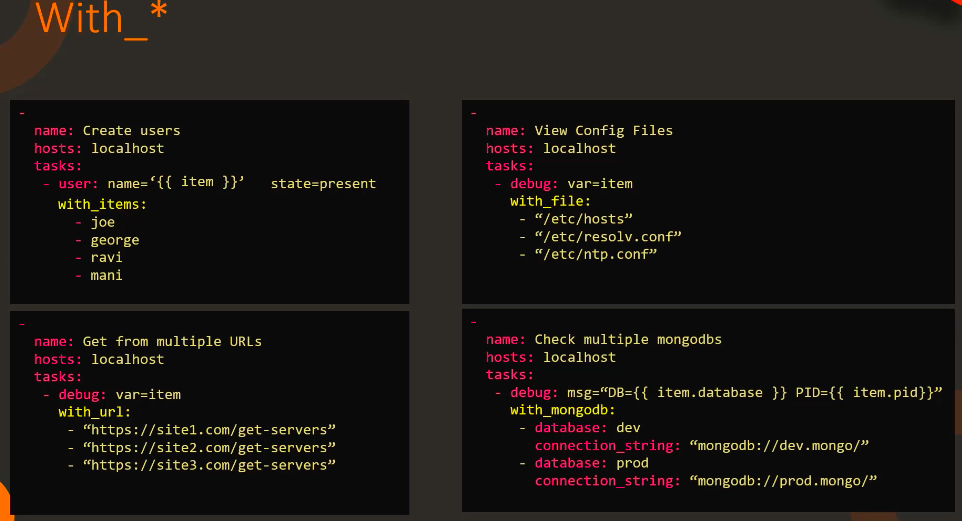 With_*
-
name: Create users
hosts: localhost
tasks:
- user: name=‘{{ item }}’ state=present
with_items:
- joe
- george
- ravi
- mani
-
name: View Config Files
hosts: localhost
tasks:
- debug: var=item
with_file:
- “/etc/hosts”
- “/etc/resolv.conf”
- “/etc/ntp.conf”
-
name: Get from multiple URLs
hosts: localhost
tasks:
- debug: var=item
with_url:
- “https://site1.com/get-servers”
- “https://site2.com/get-servers”
- “https://site3.com/get-servers”
-
name: Check multiple mongodbs
hosts: localhost
tasks:
- debug: msg=“DB={{ item.database }} PID={{ item.pid}}”
with_mongodb:
- database: dev
connection_string: “mongodb://dev.mongo/”
- database: prod
connection_string: “mongodb://prod.mongo/”